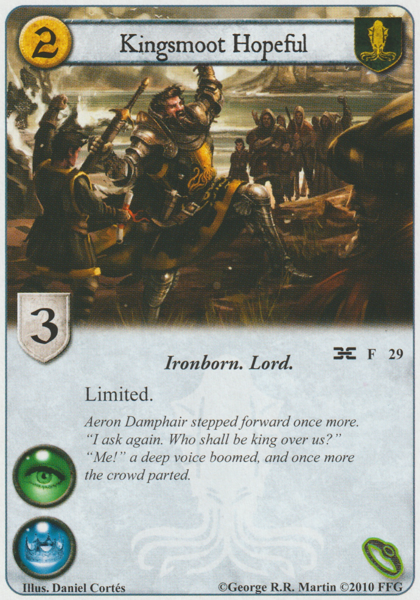 2
Kingsmoot Hopeful
3
Ironborn. Lord.
F 29
Limited.
Aeron Damphair stepped forward once more.
“I ask again. Who shall be king over us?”
“Me!” a deep voice boomed, and once more
the crowd parted.
Illus. Daniel Cortés
©George R.R. Martin ©2010 FFG